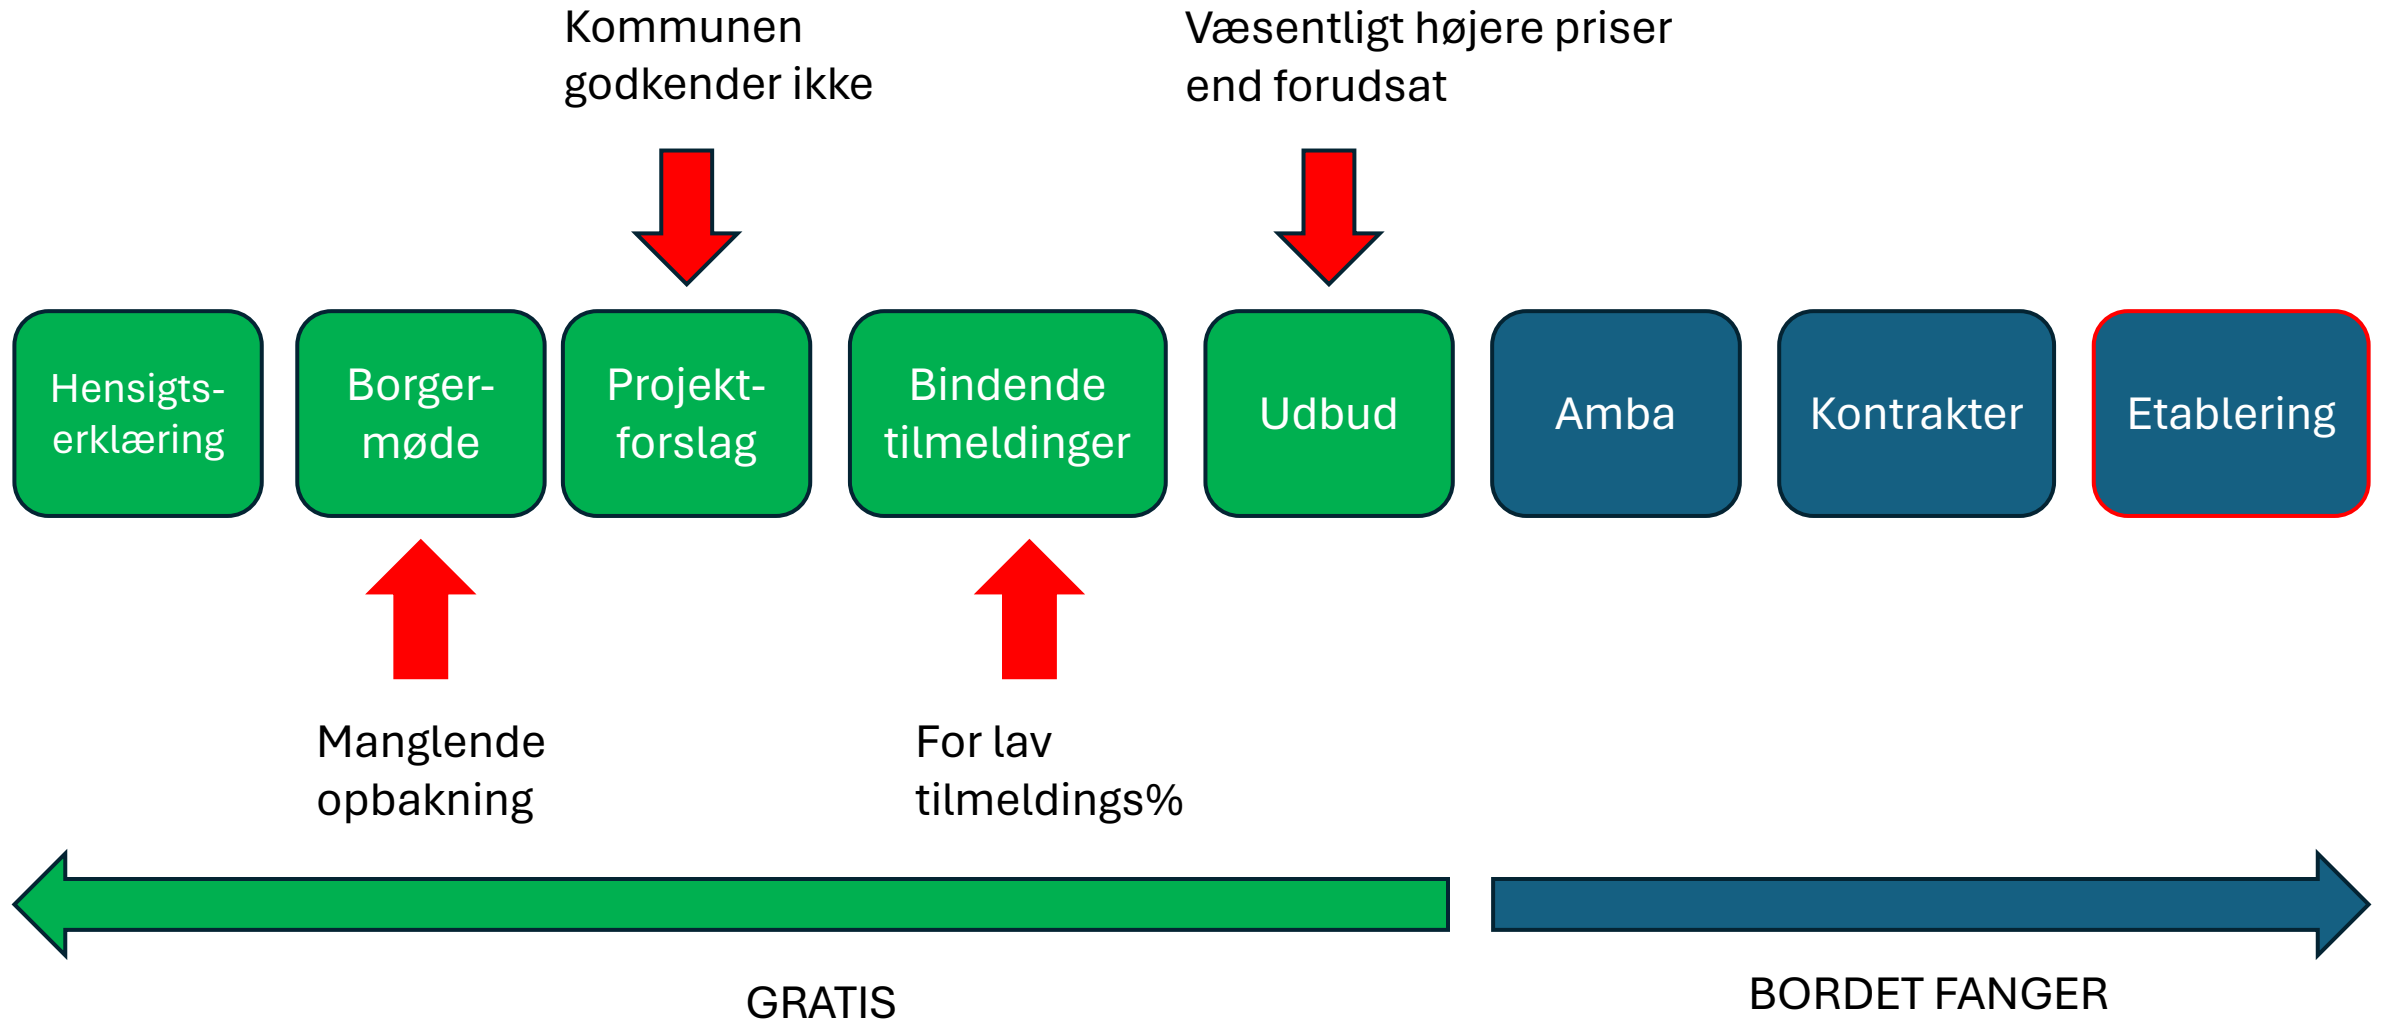 Kommunen
godkender ikke
Væsentligt højere priser
end forudsat
Hensigts-
erklæring
Borger-
møde
Projekt-
forslag
Bindende
tilmeldinger
Udbud
Amba
Kontrakter
Etablering
Manglende
opbakning
For lav
tilmeldings%
GRATIS
BORDET FANGER